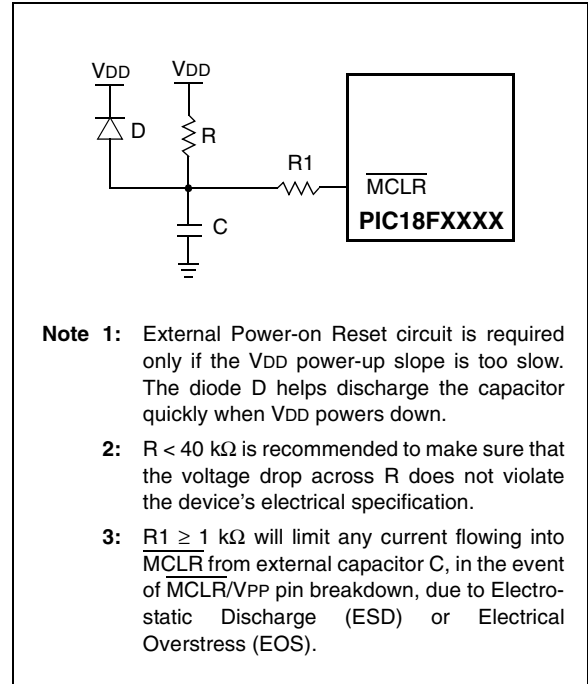 VDD VDD
D
R
R1
C
MCLR
PIC18FXXXX
Note 1: External Power-on Reset circuit is required
only if the VDD power-up slope is too slow.
The diode D helps discharge the capacitor
quickly when VDD powers down.
2: R < 40 kΩ is recommended to make sure that
the voltage drop across R does not violate
the device's electrical specification.
3: R1 ≥ 1 kΩ will limit any current flowing into
MCLR from external capacitor C, in the event
of MCLR/VPP pin breakdown, due to Electro-
static Discharge (ESD) or Electrical
Overstress (EOS).